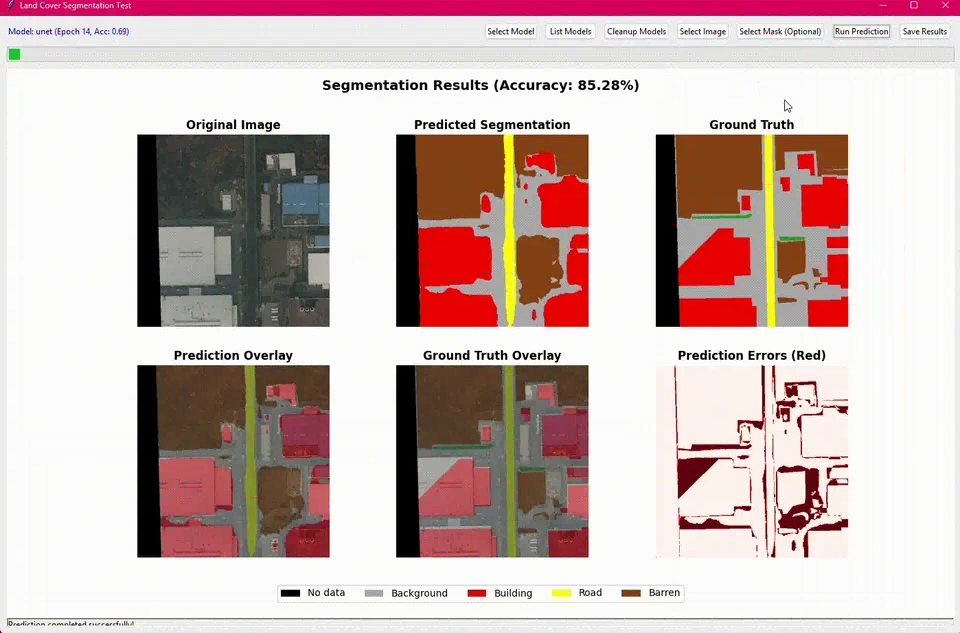 Land Cover Segmentation Test
Model: unet (Epoch 14, Acc: 0.69)
Select Model
List Models
Cleanup Models
Select Image
Select Mask (Optional)
Run Prediction
Save Results
Segmentation Results (Accuracy: 85.28%)
Original Image
Predicted Segmentation
Ground Truth
Prediction Overlay
Ground Truth Overlay
Prediction Errors (Red)
No data
Background
Building
Road
Barren
Prediction completed successfully!